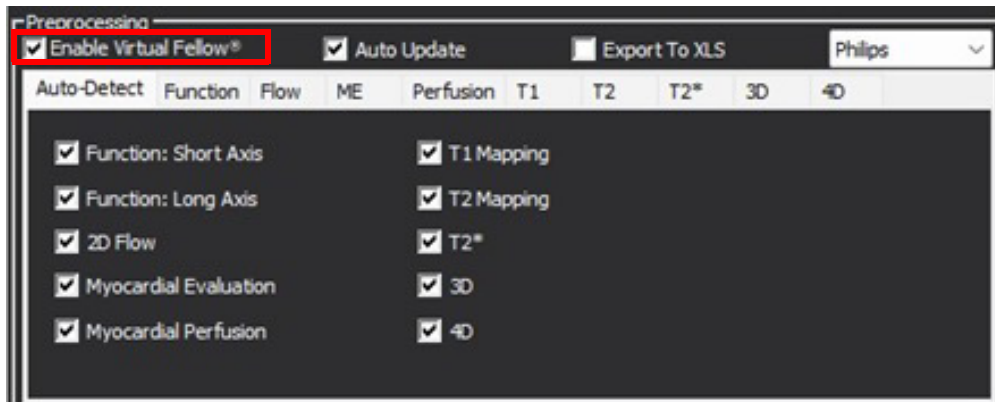 Preprocessing
Enable Virtual Fellow® Auto Update Export To XLS Philips
Auto-Detect Function Flow ME Perfusion T1 T2 T2* 3D 4D
Function: Short Axis T1 Mapping
Function: Long Axis T2 Mapping
2D Flow T2*
Myocardial Evaluation 3D
Myocardial Perfusion 4D